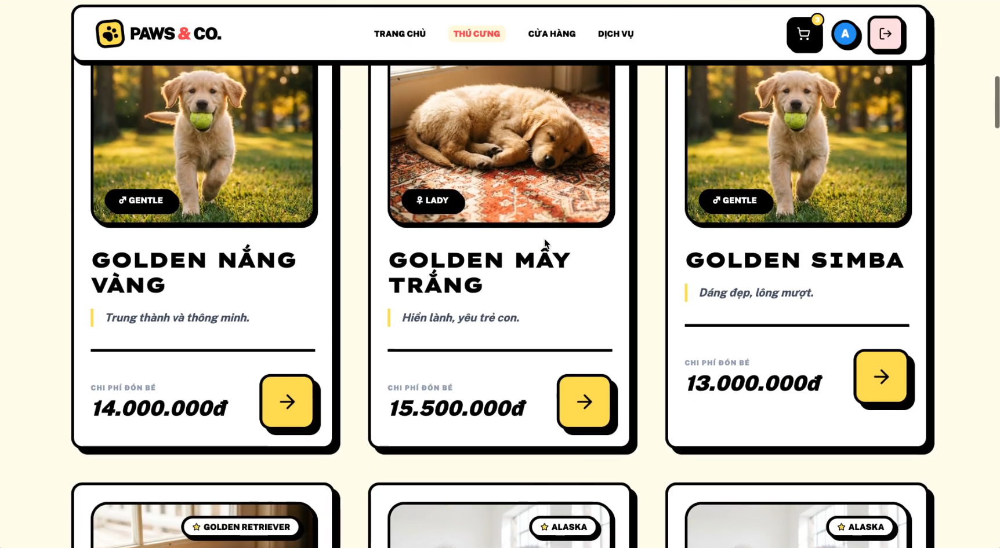 PAWS & CO.
TRANG CHỦ
THÚ CƯNG
CỬA HÀNG
DỊCH VỤ
3
A
♂ GENTLE
♀ LADY
♂ GENTLE
GOLDEN NẮNG
VÀNG
Trung thành và thông minh.
CHI PHÍ ĐÓN BÉ
14.000.000đ
GOLDEN MÂY
TRẮNG
Hiền lành, yêu trẻ con.
CHI PHÍ ĐÓN BÉ
15.500.000đ
GOLDEN SIMBA
Dáng đẹp, lông mượt.
CHI PHÍ ĐÓN BÉ
13.000.000đ
GOLDEN RETRIEVER
ALASKA
ALASKA